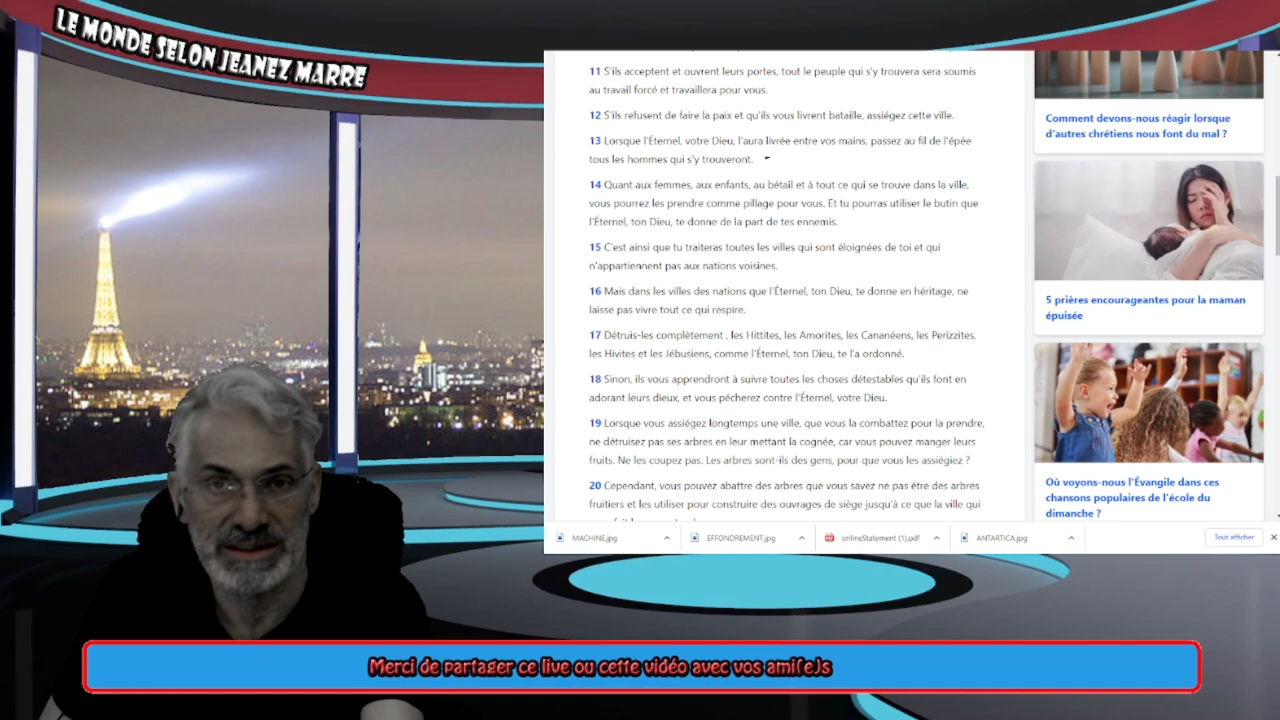 LE MONDE SELON JEANEZ MARRE
11 S'ils acceptent et ouvrent leurs portes, tout le peuple qui s'y trouvera sera soumis
au travail forcé et travaillera pour vous.
12 S'ils refusent de faire la paix et qu'ils vous livrent bataille, assiégez cette ville.
13 Lorsque l'Éternel, votre Dieu, l'aura livrée entre vos mains, passez au fil de l'épée
tous les hommes qui s'y trouveront.
14 Quant aux femmes, aux enfants, au bétail et à tout ce qui se trouve dans la ville,
vous pourrez les prendre comme pillage pour vous. Et tu pourras utiliser le butin que
l'Éternel, ton Dieu, te donne de la part de tes ennemis.
15 C'est ainsi que tu traiteras toutes les villes qui sont éloignées de toi et qui
n'appartiennent pas aux nations voisines.
16 Mais dans les villes des nations que l'Éternel, ton Dieu, te donne en héritage, ne
laisse pas vivre tout ce qui respire.
17 Détruis-les complètement , les Hittites, les Amorites, les Cananéens, les Perizzites,
les Hivites et les Jébusiens, comme l'Éternel, ton Dieu, te l'a ordonné.
18 Sinon, ils vous apprendront à suivre toutes les choses détestables qu'ils font en
adorant leurs dieux, et vous pécherez contre l'Éternel, votre Dieu.
19 Lorsque vous assiégez longtemps une ville, que vous la combattez pour la prendre,
ne détruisez pas ses arbres en leur mettant la cognée, car vous pouvez manger leurs
fruits. Ne les coupez pas. Les arbres sont-ils des gens, pour que vous les assiégiez ?
20 Cependant, vous pouvez abattre des arbres que vous savez ne pas être des arbres
fruitiers et les utiliser pour construire des ouvrages de siège jusqu'à ce que la ville qui
Comment devons-nous réagir lorsque
d'autres chrétiens nous font du mal ?
5 prières encourageantes pour la maman
épuisée
Où voyons-nous l'Évangile dans ces
chansons populaires de l'école du
dimanche ?
MACHINE.jpg
EFFONDREMENT.jpg
onlineStatement (1).pdf
ANTARTICA.jpg
Tout afficher
Merci de partager ce live ou cette vidéo avec vos ami(e)s